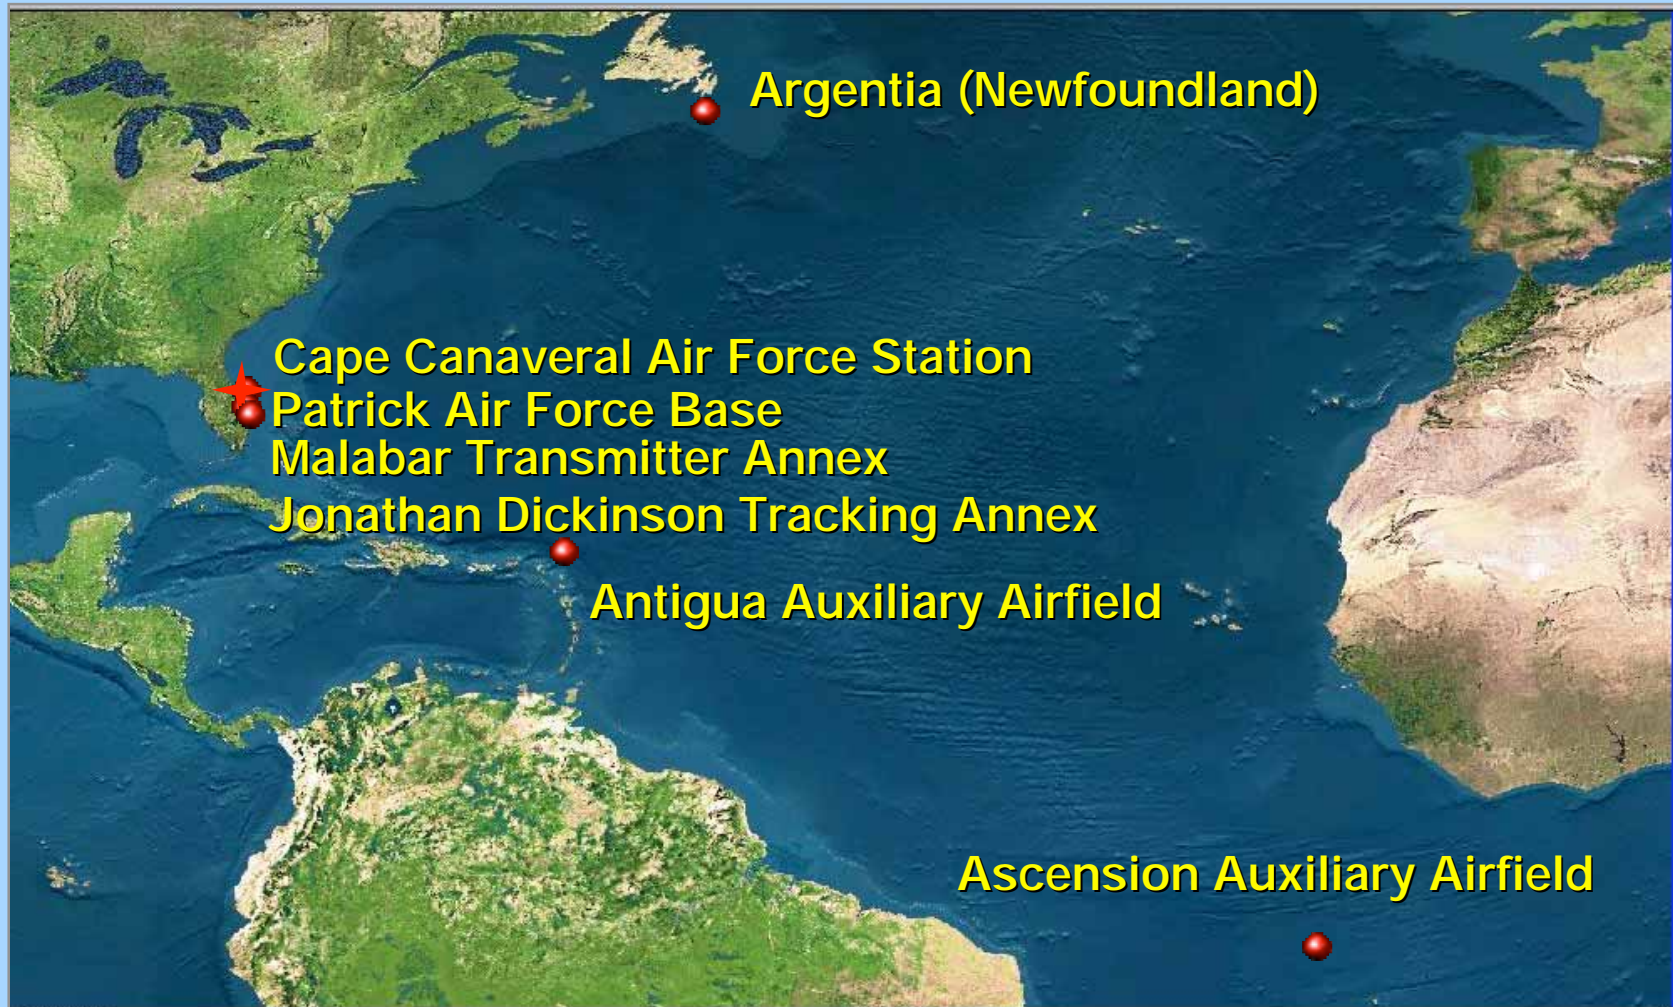 Argentia (Newfoundland)
Cape Canaveral Air Force Station
Patrick Air Force Base
Malabar Transmitter Annex
Jonathan Dickinson Tracking Annex
Antigua Auxiliary Airfield
Ascension Auxiliary Airfield